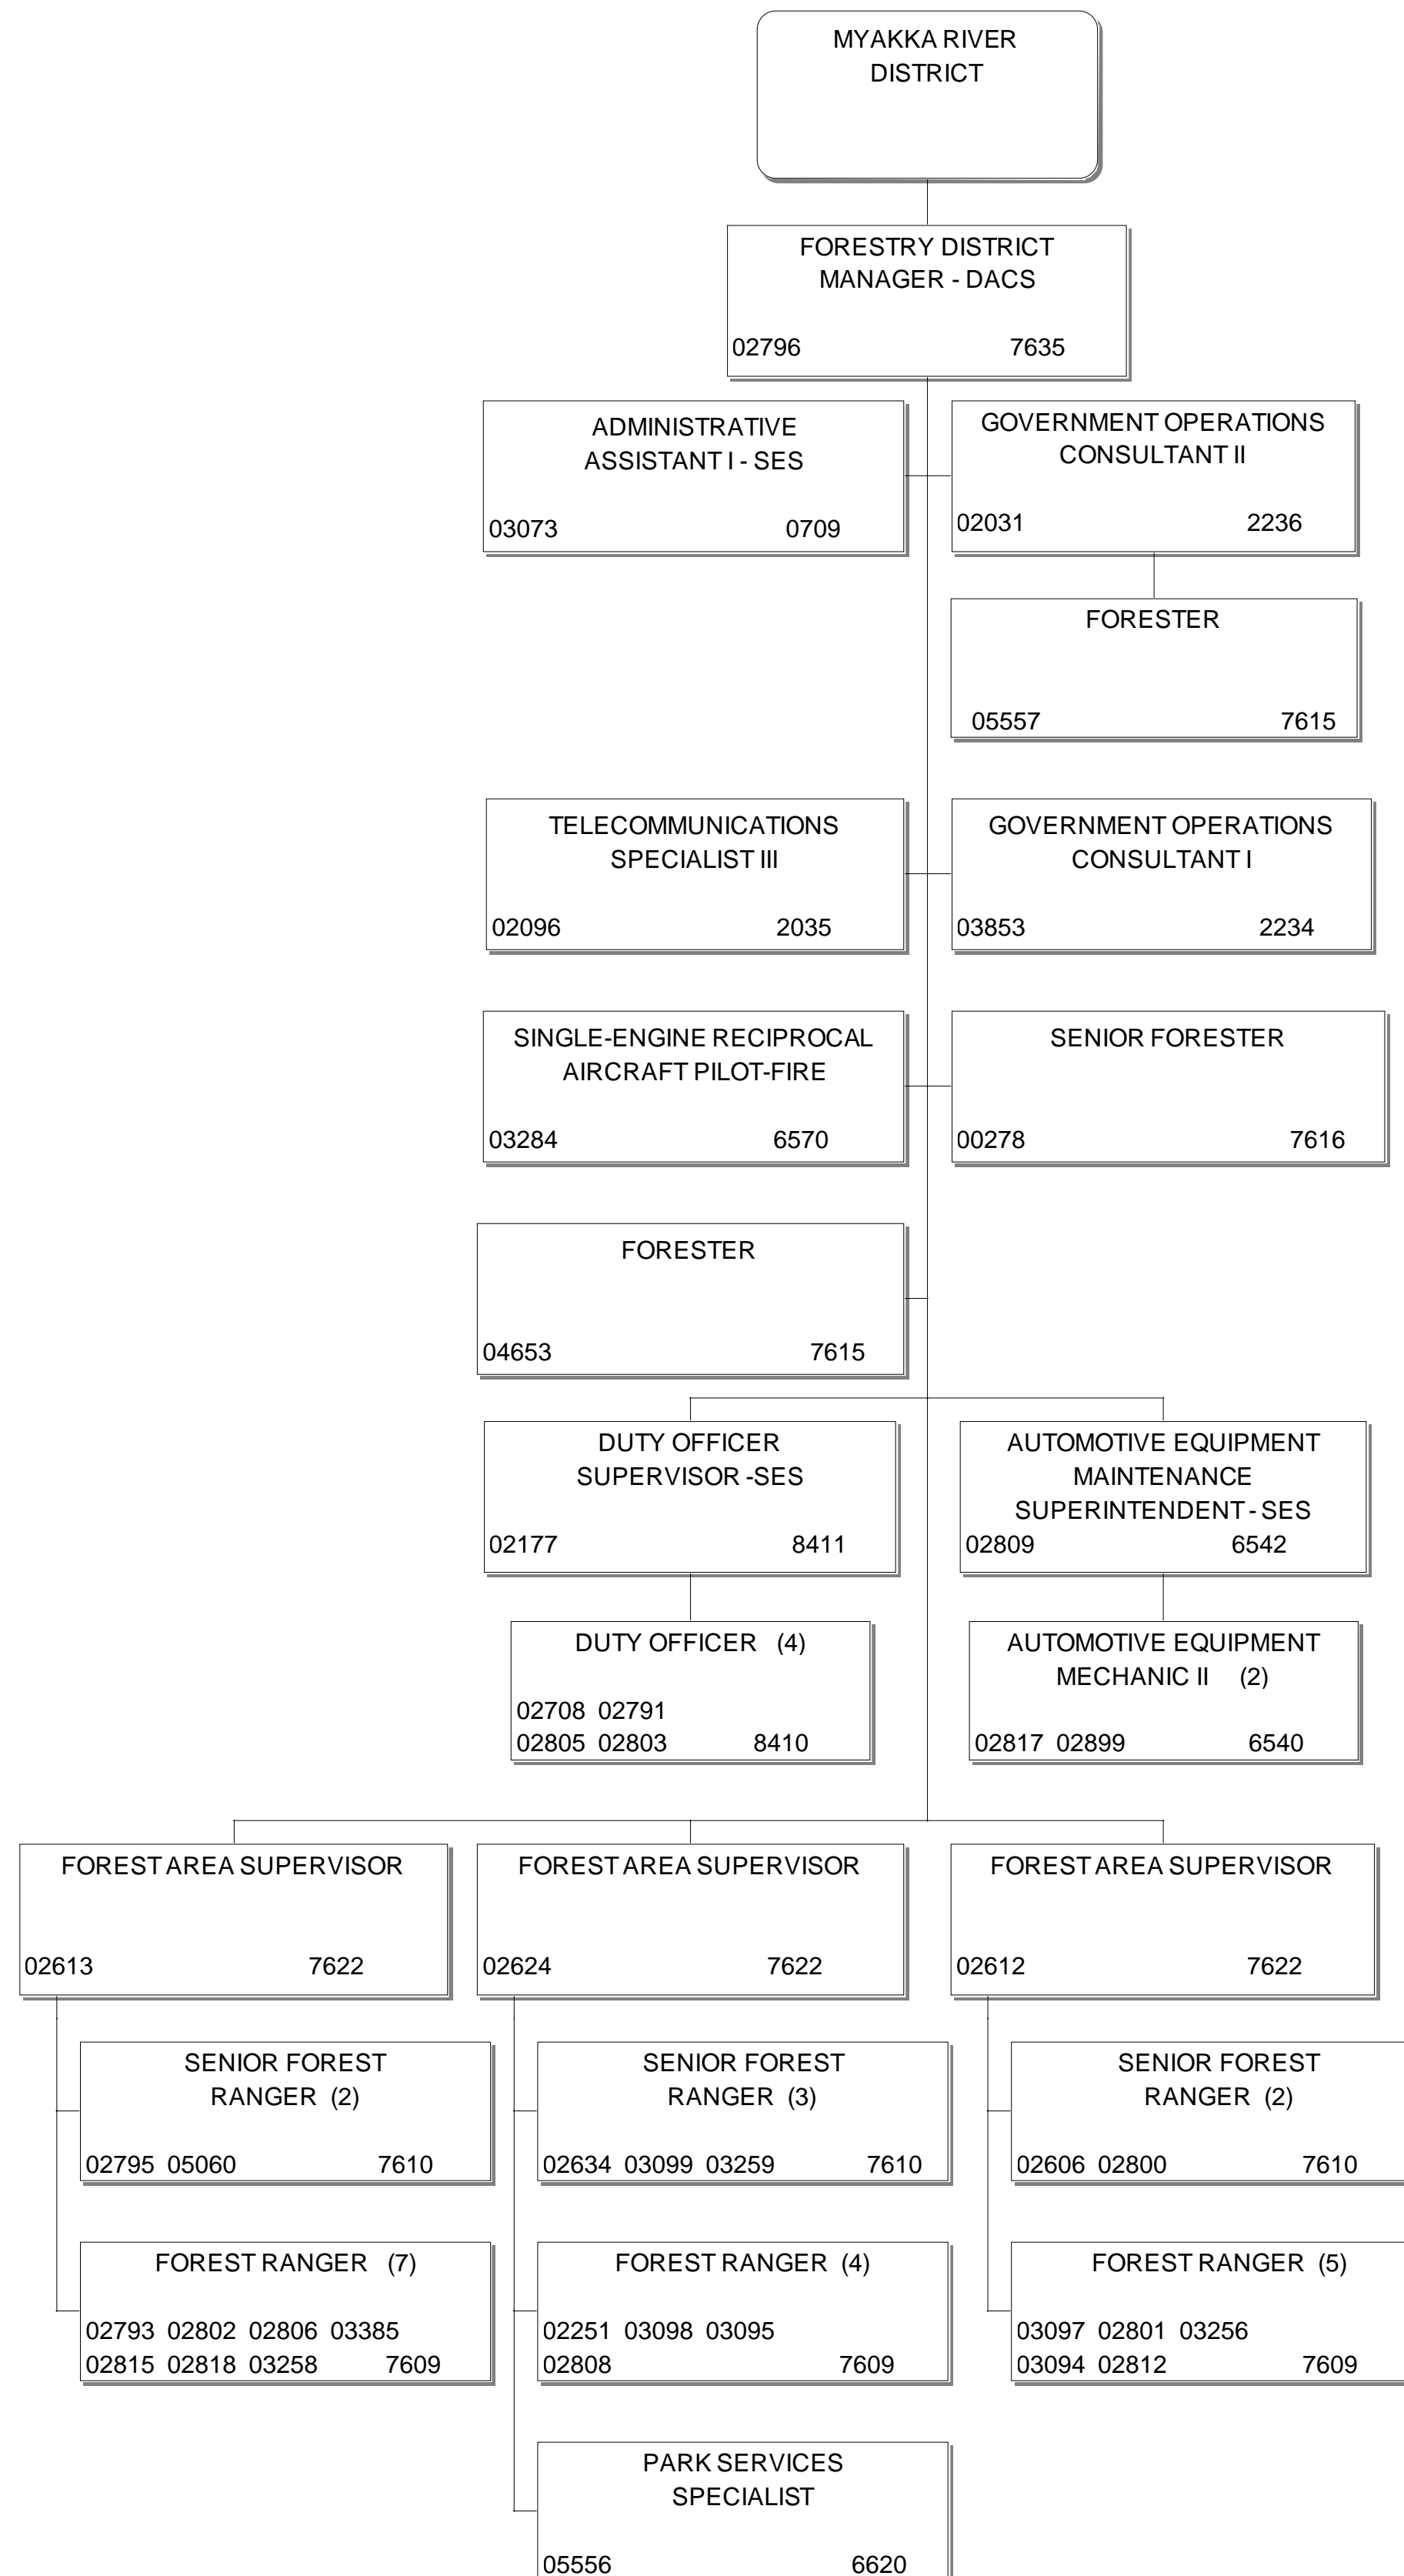 MYAKKA RIVER
DISTRICT
FORESTRY DISTRICT
MANAGER - DACS
02796 7635
ADMINISTRATIVE
ASSISTANT I - SES
03073 0709
GOVERNMENT OPERATIONS
CONSULTANT II
02031 2236
FORESTER
05557 7615
TELECOMMUNICATIONS
SPECIALIST III
02096 2035
GOVERNMENT OPERATIONS
CONSULTANT I
03853 2234
SINGLE-ENGINE RECIPROCAL
AIRCRAFT PILOT-FIRE
03284 6570
SENIOR FORESTER
00278 7616
FORESTER
04653 7615
DUTY OFFICER
SUPERVISOR -SES
02177 8411
AUTOMOTIVE EQUIPMENT
MAINTENANCE
SUPERINTENDENT - SES
02809 6542
DUTY OFFICER (4)
02708 02791
02805 02803 8410
AUTOMOTIVE EQUIPMENT
MECHANIC II (2)
02817 02899 6540
FOREST AREA SUPERVISOR
02613 7622
FOREST AREA SUPERVISOR
02624 7622
FOREST AREA SUPERVISOR
02612 7622
SENIOR FOREST
RANGER (2)
02795 05060 7610
SENIOR FOREST
RANGER (3)
02634 03099 03259 7610
SENIOR FOREST
RANGER (2)
02606 02800 7610
FOREST RANGER (7)
02793 02802 02806 03385
02815 02818 03258 7609
FOREST RANGER (4)
02251 03098 03095
02808 7609
FOREST RANGER (5)
03097 02801 03256
03094 02812 7609
PARK SERVICES
SPECIALIST
05556 6620